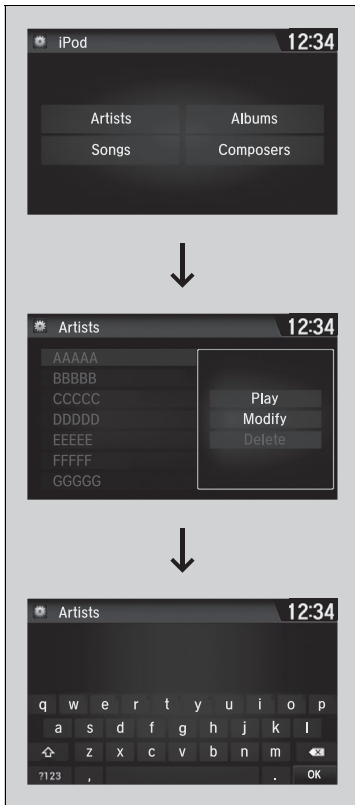 iPod 12:34
Artists Albums
Songs Composers
Artists 12:34
AAAAA
BBBBB
CCCCC
DDDDD
EEEEE
FFFFF
GGGGG
Play
Modify
Delete
Artists 12:34
q w e r t y u i o p
a s d f g h j k l
z x c v b n m
?123 , . OK